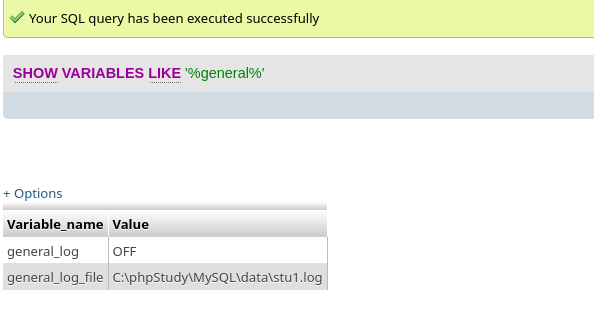 Your SQL query has been executed successfully
SHOW VARIABLES LIKE '%general%'
+ Options
Variable_name Value
general_log OFF
general_log_file C:\phpStudy\MySQL\data\stu1.log